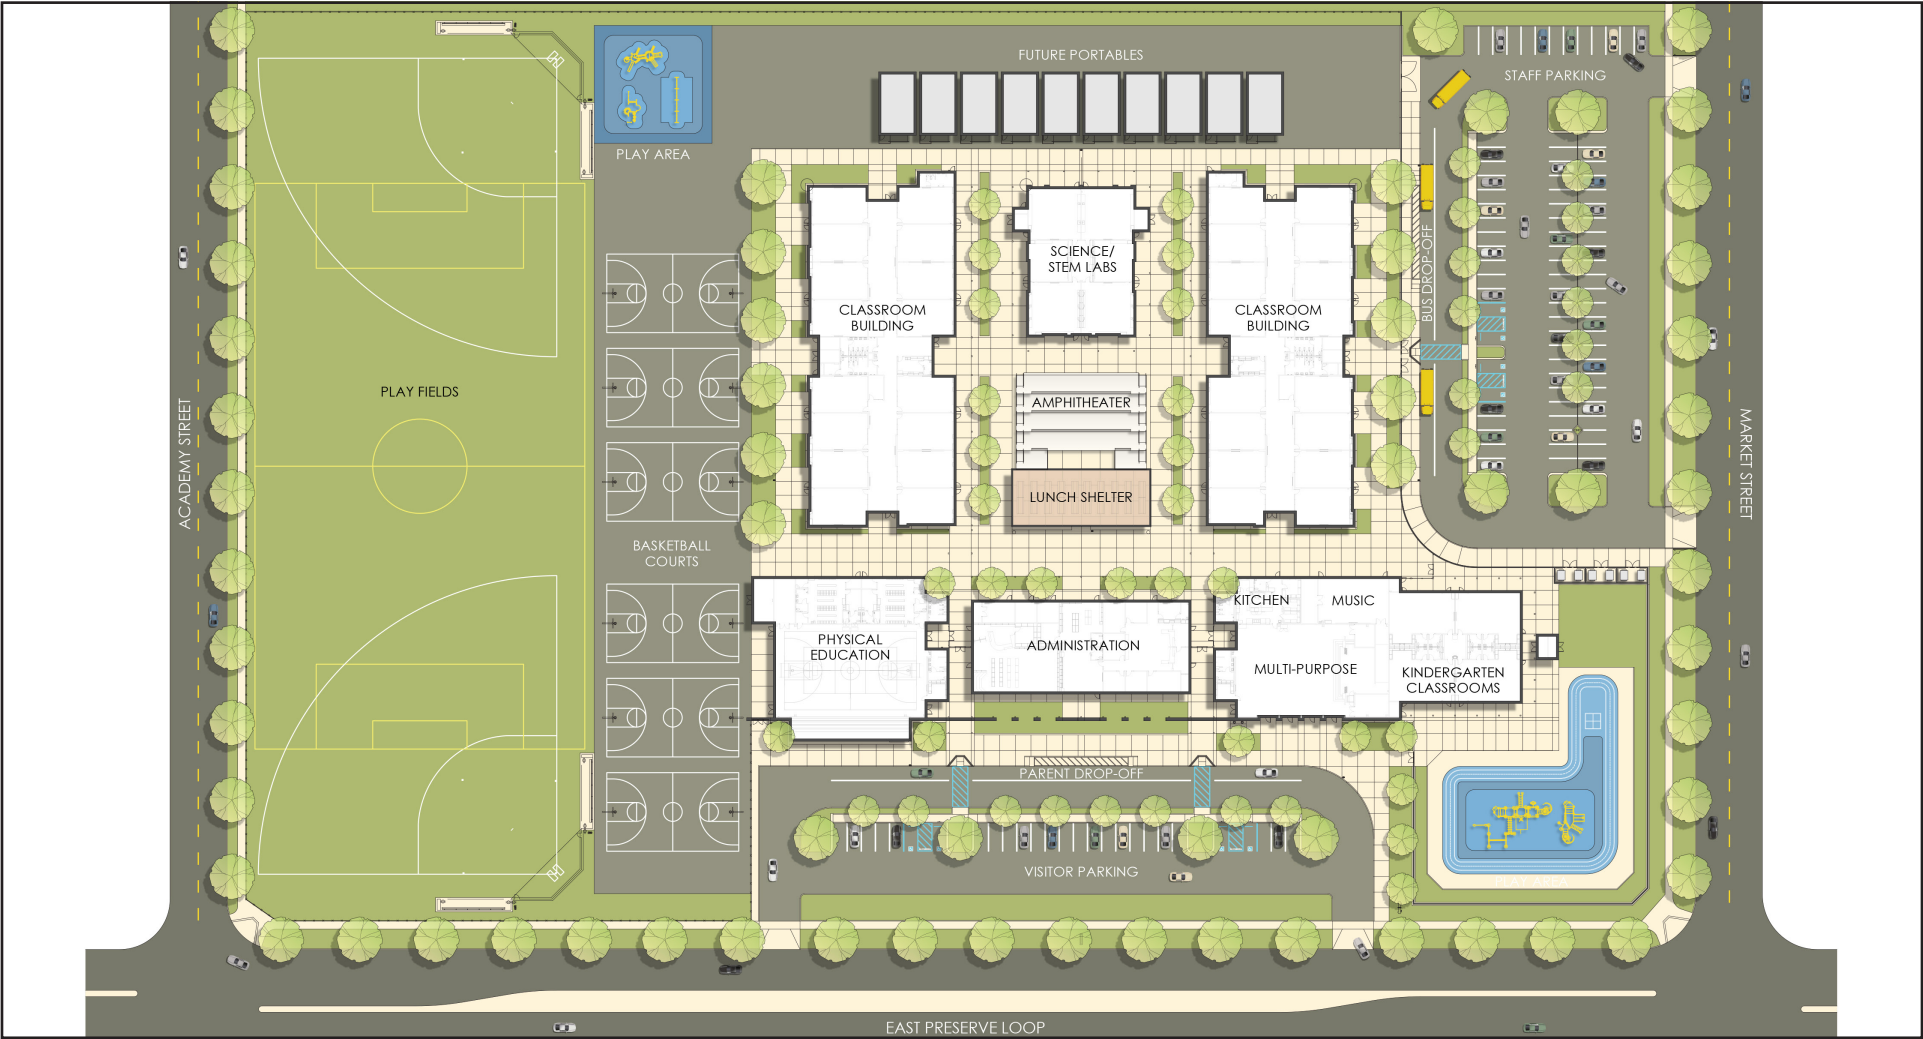 FUTURE PORTABLES
STAFF PARKING
PLAY AREA
SCIENCE/
STEM LABS
BUS DROP-OFF
CLASSROOM
BUILDING
CLASSROOM
BUILDING
PLAY FIELDS
AMPHITHEATER
ACADEMY STREET
MARKET STREET
LUNCH SHELTER
BASKETBALL
COURTS
KITCHEN
MUSIC
PHYSICAL
EDUCATION
ADMINISTRATION
MULTI-PURPOSE
KINDERGARTEN
CLASSROOMS
PARENT DROP-OFF
VISITOR PARKING
PLAY AREA
EAST PRESERVE LOOP